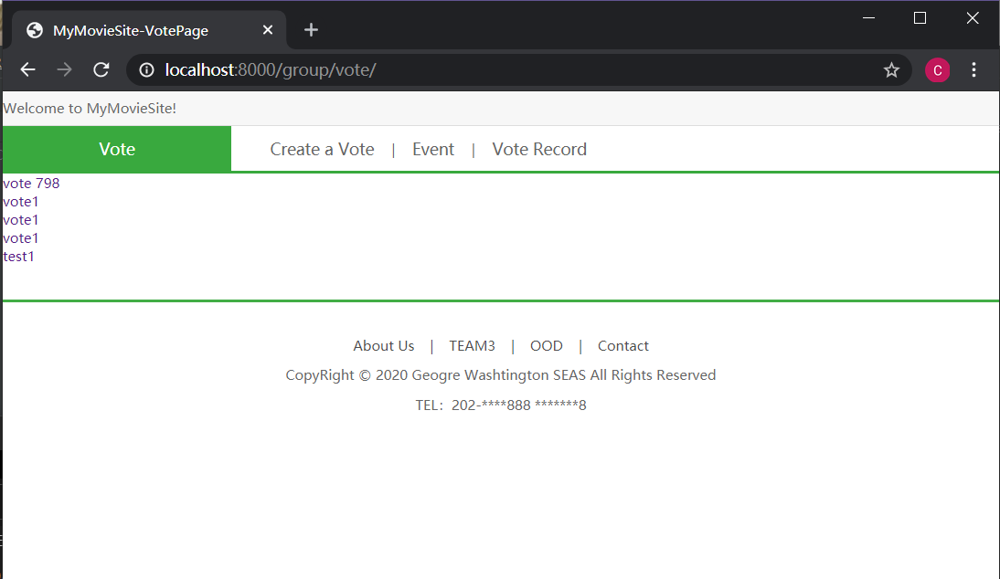 MyMovieSite-VotePage
localhost:8000/group/vote/
C
Welcome to MyMovieSite!
Vote
Create a Vote | Event | Vote Record
vote 798
vote1
vote1
vote1
test1
About Us | TEAM3 | OOD | Contact
CopyRight © 2020 Geogre Washtington SEAS All Rights Reserved
TEL：202-****888 *******8